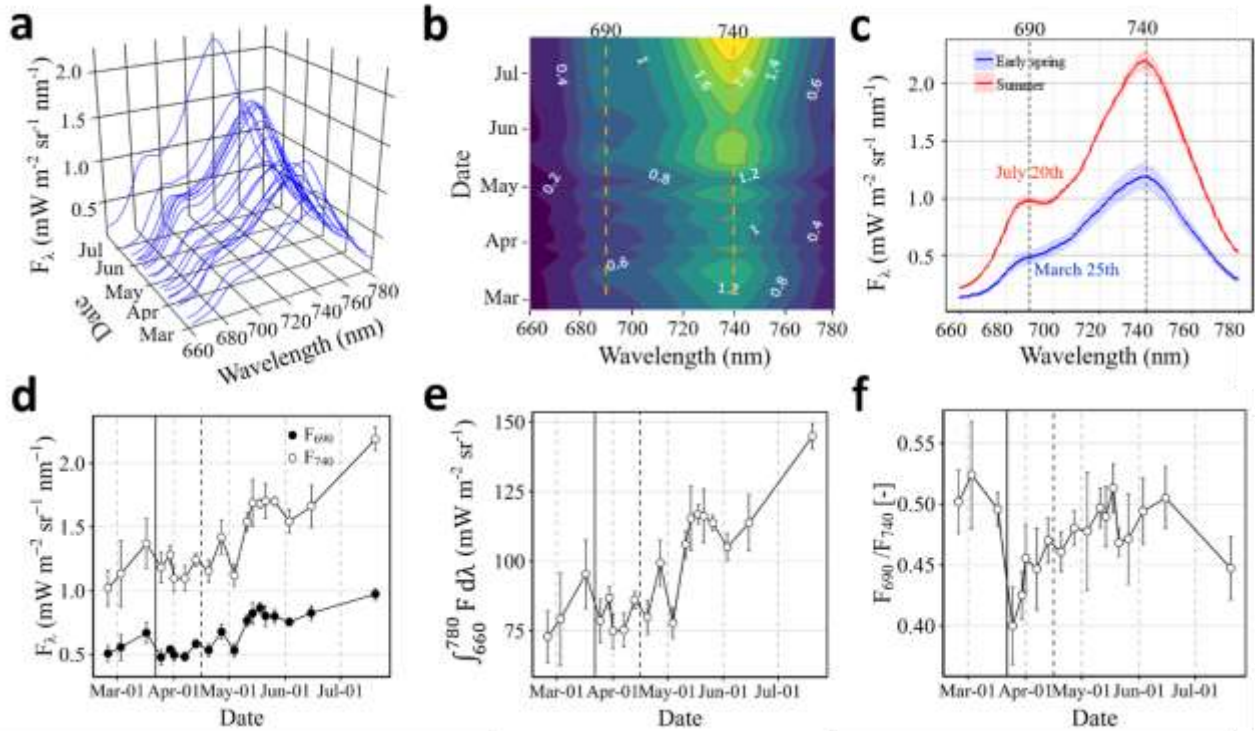 a
2.0
1.5
1.0
0.5
F_λ (mW m⁻² sr⁻¹ nm⁻¹)
Jul
Jun
May
Apr
Mar
Date
660
680
700
720
740
760
780
Wavelength (nm)
b
690
740
Jul
Jun
May
Apr
Mar
Date
0.4
1
1.6
1.8
1.4
0.6
0.2
0.8
1.2
1
0.4
0.6
1.2
0.8
660 680 700 720 740 760 780
Wavelength (nm)
c
690
740
Early spring
Summer
2.0
1.5
1.0
0.5
F_λ (mW m⁻² sr⁻¹ nm⁻¹)
July 20th
March 25th
660 680 700 720 740 760 780
Wavelength (nm)
d
F₆₉₀
F₇₄₀
2.0
1.5
1.0
0.5
F_λ (mW m⁻² sr⁻¹ nm⁻¹)
Mar-01 Apr-01 May-01 Jun-01 Jul-01
Date
e
150
125
100
75
∫₆₆₀⁷⁸⁰ F dλ (mW m⁻² sr⁻¹)
Mar-01 Apr-01 May-01 Jun-01 Jul-01
Date
f
0.55
0.50
0.45
0.40
F₆₉₀/F₇₄₀ [-]
Mar-01 Apr-01 May-01 Jun-01 Jul-01
Date